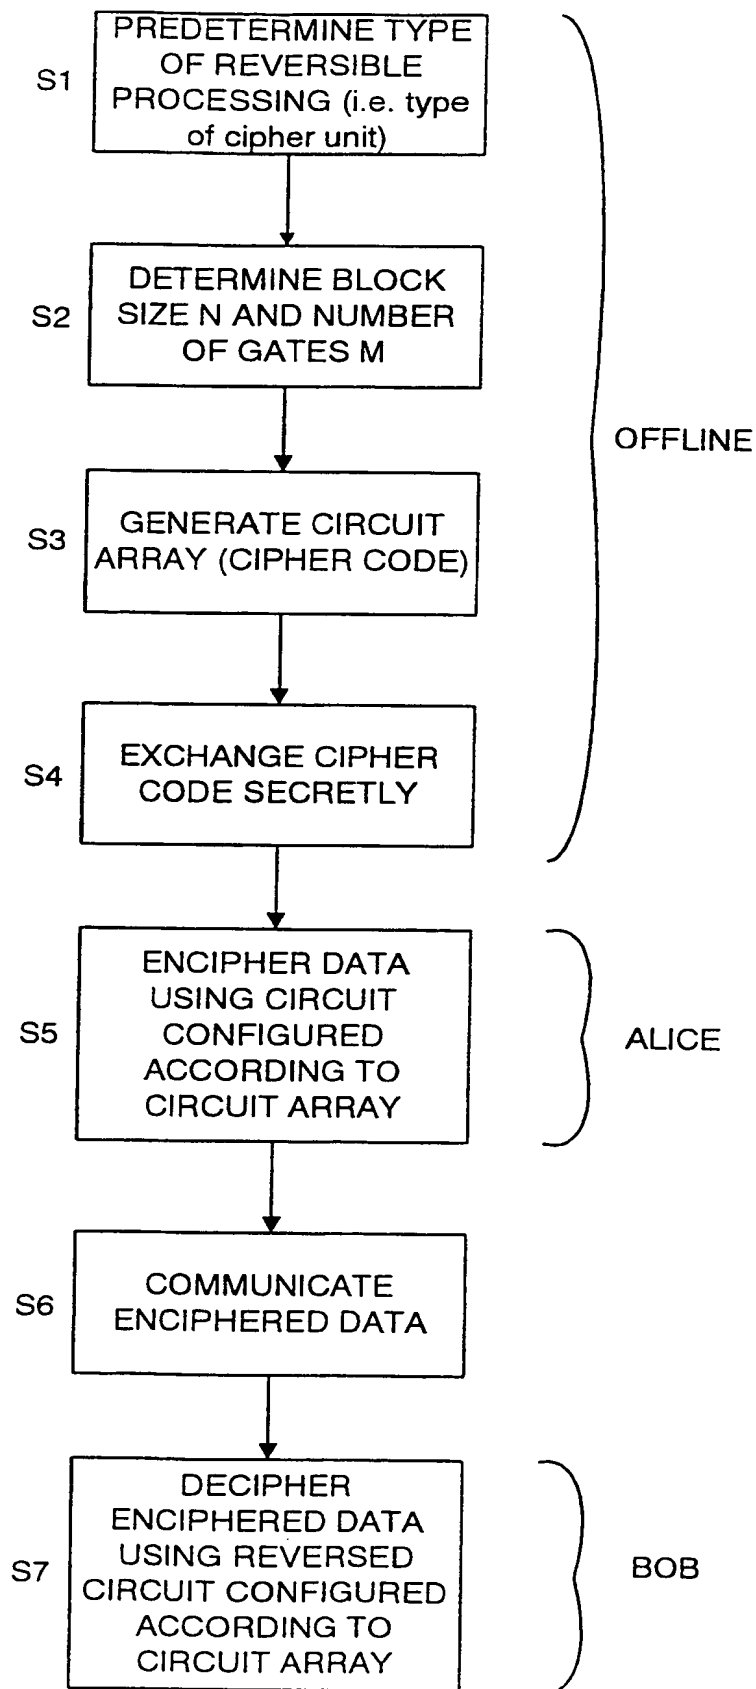 PREDETERMINE TYPE
OF REVERSIBLE
PROCESSING (i.e. type
of cipher unit)
S1
DETERMINE BLOCK
SIZE N AND NUMBER
OF GATES M
S2
OFFLINE
GENERATE CIRCUIT
ARRAY (CIPHER CODE)
S3
EXCHANGE CIPHER
CODE SECRETLY
S4
ENCIPHER DATA
USING CIRCUIT
CONFIGURED
ACCORDING TO
CIRCUIT ARRAY
S5
ALICE
COMMUNICATE
ENCIPHERED DATA
S6
DECIPHER
ENCIPHERED DATA
USING REVERSED
CIRCUIT CONFIGURED
ACCORDING TO
CIRCUIT ARRAY
S7
BOB